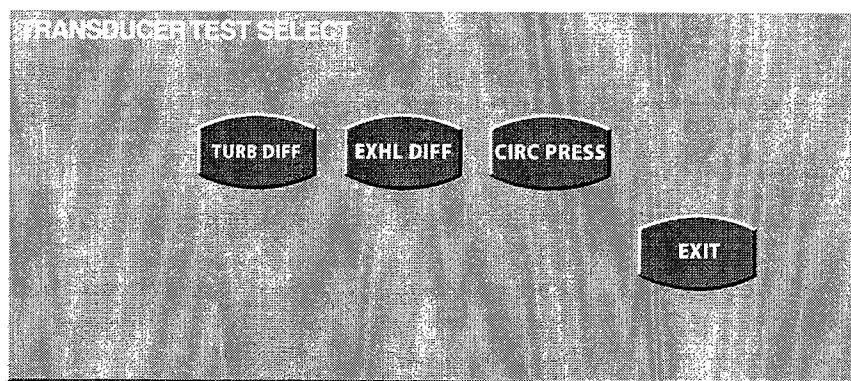 TRANSDUCER TEST SELECT
TURB DIFF
EXHL DIFF
CIRC PRESS
EXIT